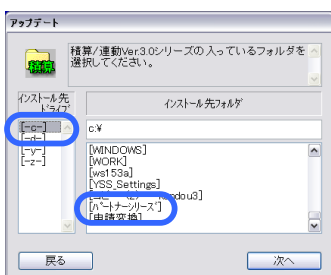 アップデート
積算
積算/連動Ver.3.0シリーズの入っているフォルダを
選択してください。
インストール先
ドライブ
インストール先フォルダ
[-c-]
[-d-]
[-y-]
[-z-]
c:¥
[WINDOWS]
[WORK]
[ws153a]
[YSS_Settings]
[ﾊﾟｰﾄﾅｰｼﾘｰｽﾞ]
[申請変換]
戻る
次へ